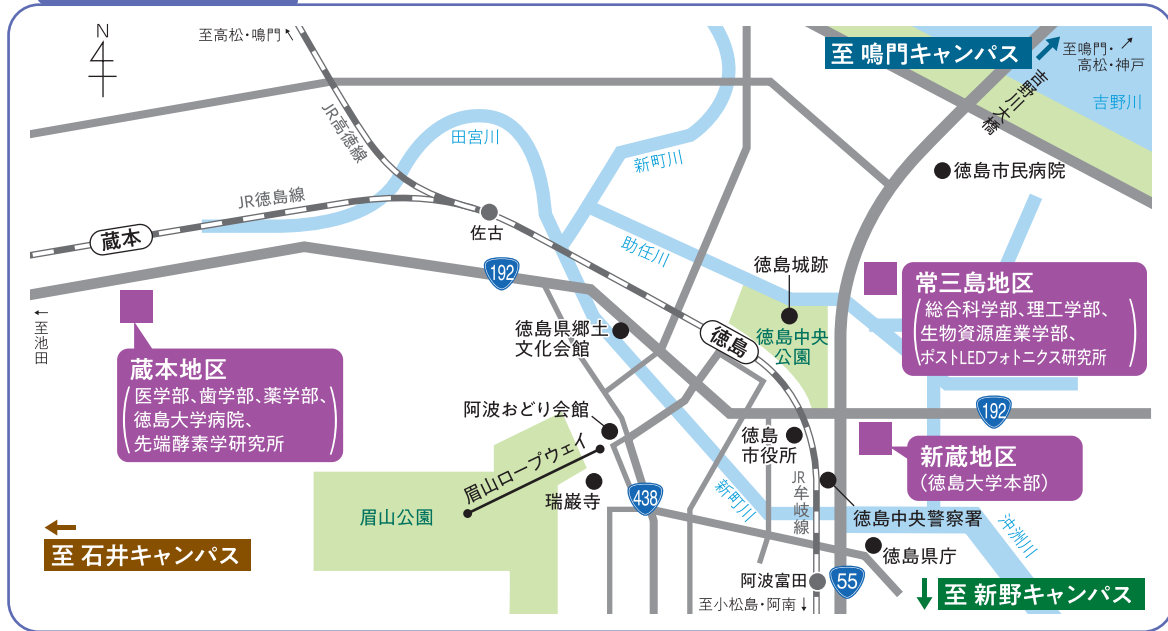 N
至高松・鳴門
至 鳴門キャンパス
至鳴門・
高松・神戸
吉野川大橋
吉野川
JR高徳線
田宮川
新町川
徳島市民病院
JR徳島線
蔵本
佐古
助任川
192
徳島城跡
常三島地区
(総合科学部、理工学部、
生物資源産業学部、
ポストLEDフォトニクス研究所)
←至池田
徳島県郷土
文化会館
徳島
徳島中央
公園
蔵本地区
(医学部、歯学部、薬学部、
徳島大学病院、
先端酵素学研究所)
阿波おどり会館
192
徳島
市役所
新蔵地区
(徳島大学本部)
眉山ロープウェイ
瑞巌寺
438
新町川
JR牟岐線
眉山公園
徳島中央警察署
沖洲川
徳島県庁
至 石井キャンパス
阿波富田
55
至 新野キャンパス
至小松島・阿南↓